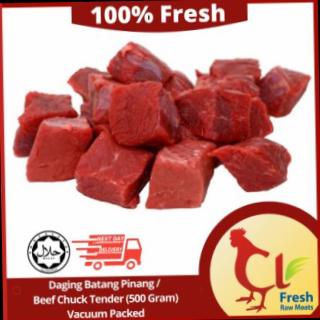 100% Fresh
NEXT DAY
DELIVERY
Daging Batang Pinang /
Beef Chuck Tender (500 Gram)
Vacuum Packed
CL
Fresh
Raw Meats